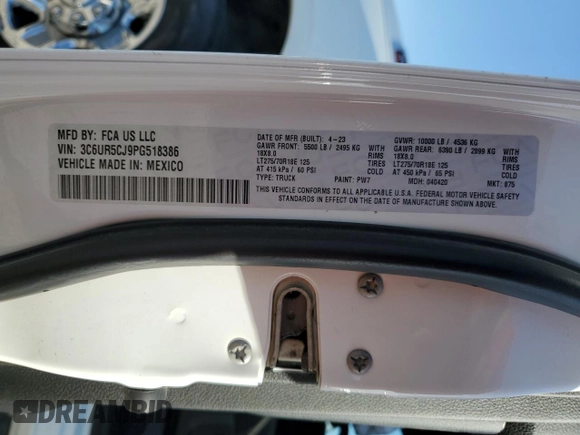 MFD BY: FCA US LLC
VIN: 3C6UR5CJ9PG518386
VEHICLE MADE IN: MEXICO
DATE OF MFR (BUILT): 4-23
GVWR: 10000 LB / 4536 KG
GAWR FRONT: 5500 LB / 2495 KG
GAWR REAR: 6390 LB / 2899 KG
18X8.0 RIMS
18X8.0 RIMS
LT275/70R18E 125 TIRES
LT275/70R18E 125 TIRES
AT 415 kPa / 60 PSI COLD
AT 450 kPa / 65 PSI COLD
TYPE: TRUCK
PAINT: PW7
MDH: 040420
MKT: 875
THIS VEHICLE CONFORMS TO ALL APPLICABLE U.S.A. FEDERAL MOTOR VEHICLE SAFETY
STANDARDS IN EFFECT ON THE DATE OF MANUFACTURE SHOWN ABOVE.
DREAMBID